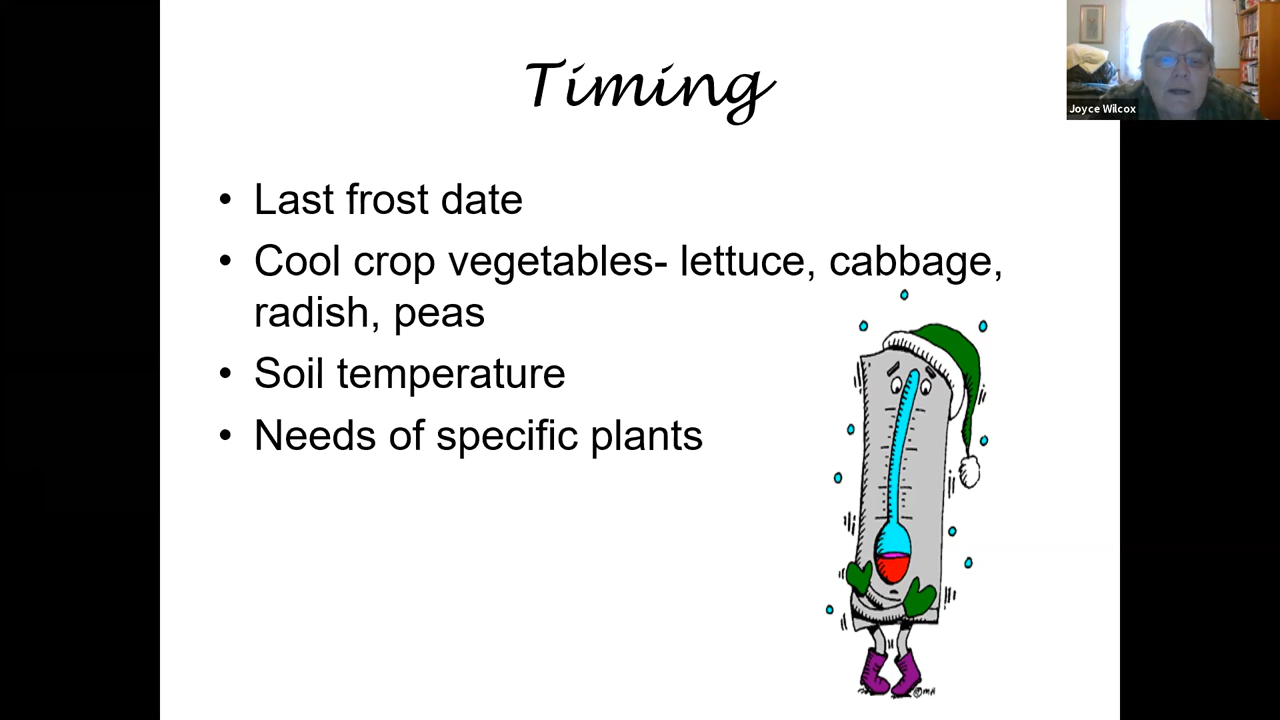 Timing
Joyce Wilcox
• Last frost date
• Cool crop vegetables- lettuce, cabbage,
radish, peas
• Soil temperature
• Needs of specific plants
©MH